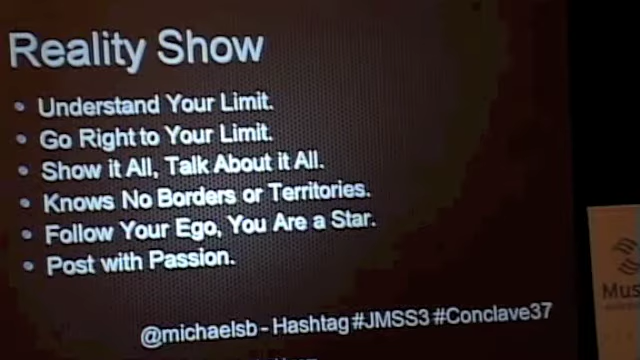 Reality Show
• Understand Your Limit.
• Go Right to Your Limit.
• Show it All, Talk About it All.
• Knows No Borders or Territories.
• Follow Your Ego, You Are a Star.
• Post with Passion.
@michaelsb - Hashtag #JMSS3 #Conclave37